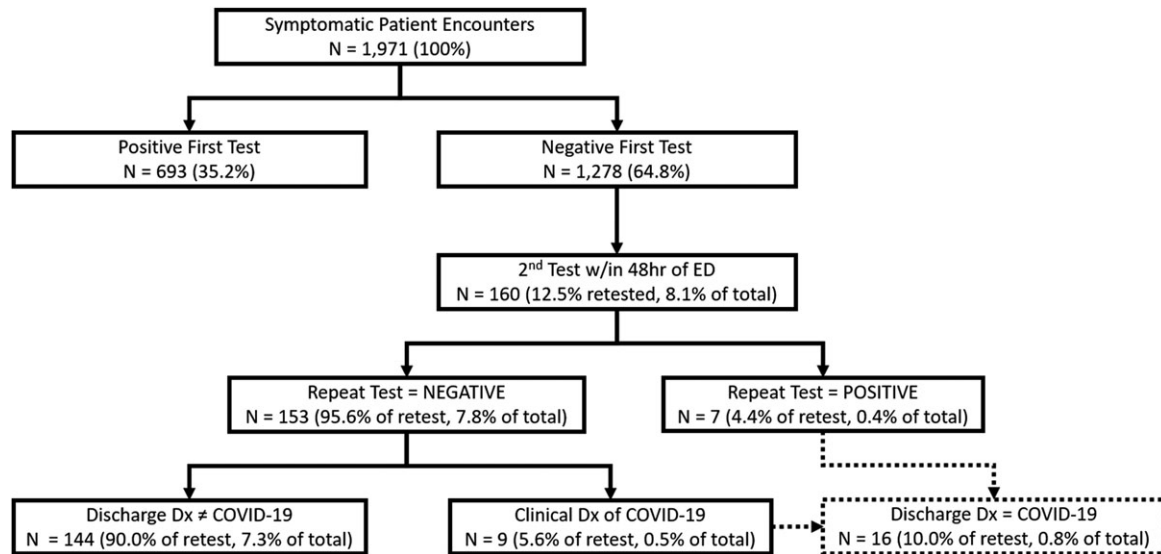 Symptomatic Patient Encounters
N = 1,971 (100%)
Positive First Test
N = 693 (35.2%)
Negative First Test
N = 1,278 (64.8%)
2nd Test w/in 48hr of ED
N = 160 (12.5% retested, 8.1% of total)
Repeat Test = NEGATIVE
N = 153 (95.6% of retest, 7.8% of total)
Repeat Test = POSITIVE
N = 7 (4.4% of retest, 0.4% of total)
Discharge Dx ≠ COVID-19
N = 144 (90.0% of retest, 7.3% of total)
Clinical Dx of COVID-19
N = 9 (5.6% of retest, 0.5% of total)
Discharge Dx = COVID-19
N = 16 (10.0% of retest, 0.8% of total)